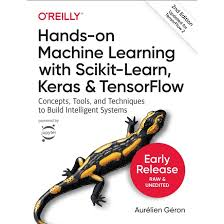 O'REILLY®
2nd Edition
Updated for
TensorFlow 2
Hands-on
Machine Learning
with Scikit-Learn,
Keras & TensorFlow
Concepts, Tools, and Techniques
to Build Intelligent Systems
powered by
jupyter
Early
Release
RAW &
UNEDITED
Aurélien Géron